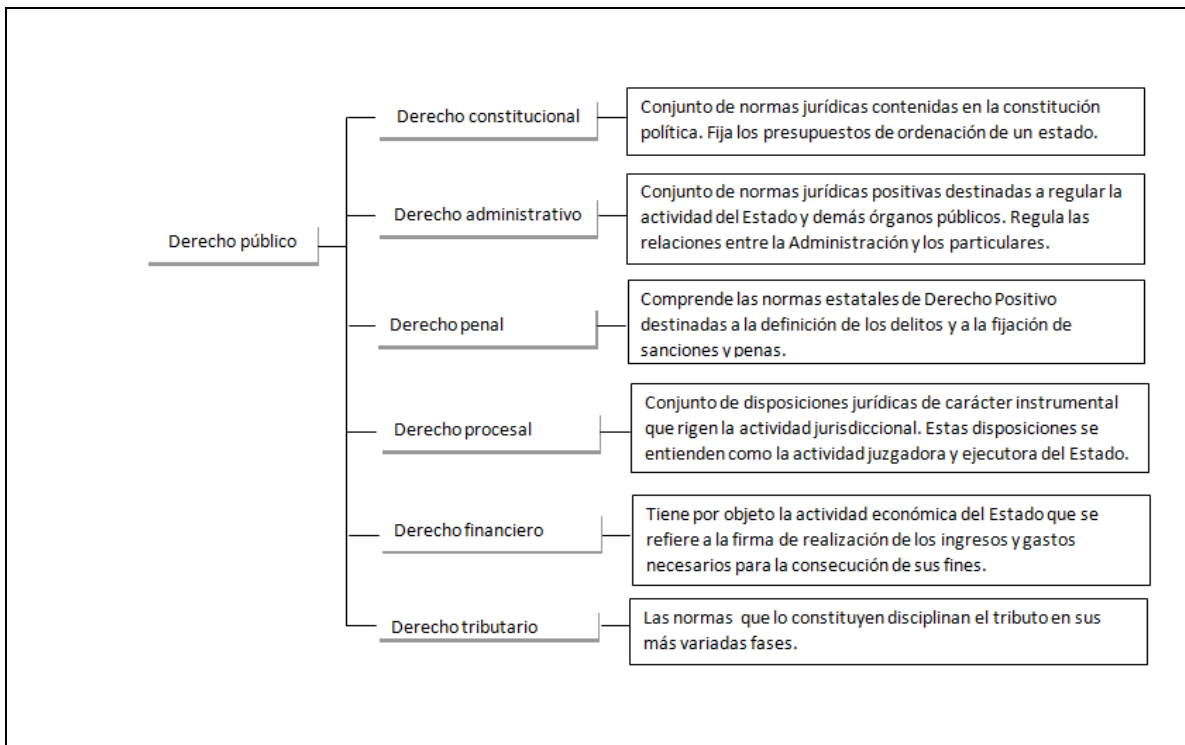 Derecho público
Derecho constitucional
Conjunto de normas jurídicas contenidas en la constitución
política. Fija los presupuestos de ordenación de un estado.
Derecho administrativo
Conjunto de normas jurídicas positivas destinadas a regular la
actividad del Estado y demás órganos públicos. Regula las
relaciones entre la Administración y los particulares.
Derecho penal
Comprende las normas estatales de Derecho Positivo
destinadas a la definición de los delitos y a la fijación de
sanciones y penas.
Derecho procesal
Conjunto de disposiciones jurídicas de carácter instrumental
que rigen la actividad jurisdiccional. Estas disposiciones se
entienden como la actividad juzgadora y ejecutora del Estado.
Derecho financiero
Tiene por objeto la actividad económica del Estado que se
refiere a la firma de realización de los ingresos y gastos
necesarios para la consecución de sus fines.
Derecho tributario
Las normas que lo constituyen disciplinan el tributo en sus
más variadas fases.